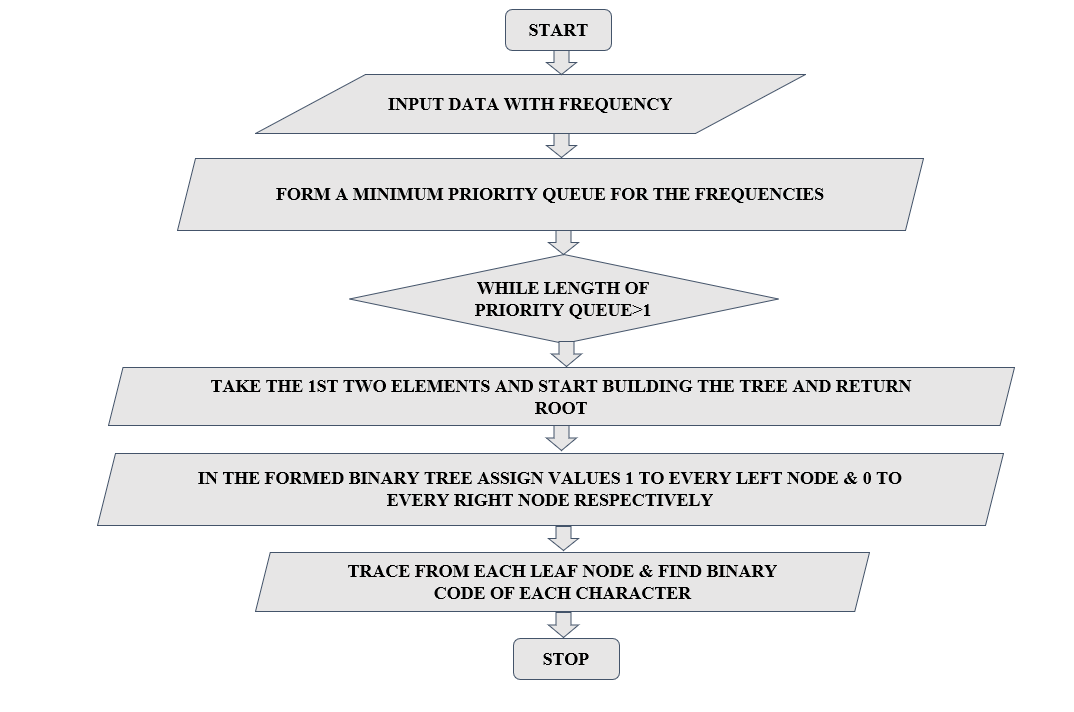 START
INPUT DATA WITH FREQUENCY
FORM A MINIMUM PRIORITY QUEUE FOR THE FREQUENCIES
WHILE LENGTH OF
PRIORITY QUEUE>1
TAKE THE 1ST TWO ELEMENTS AND START BUILDING THE TREE AND RETURN
ROOT
IN THE FORMED BINARY TREE ASSIGN VALUES 1 TO EVERY LEFT NODE & 0 TO
EVERY RIGHT NODE RESPECTIVELY
TRACE FROM EACH LEAF NODE & FIND BINARY
CODE OF EACH CHARACTER
STOP